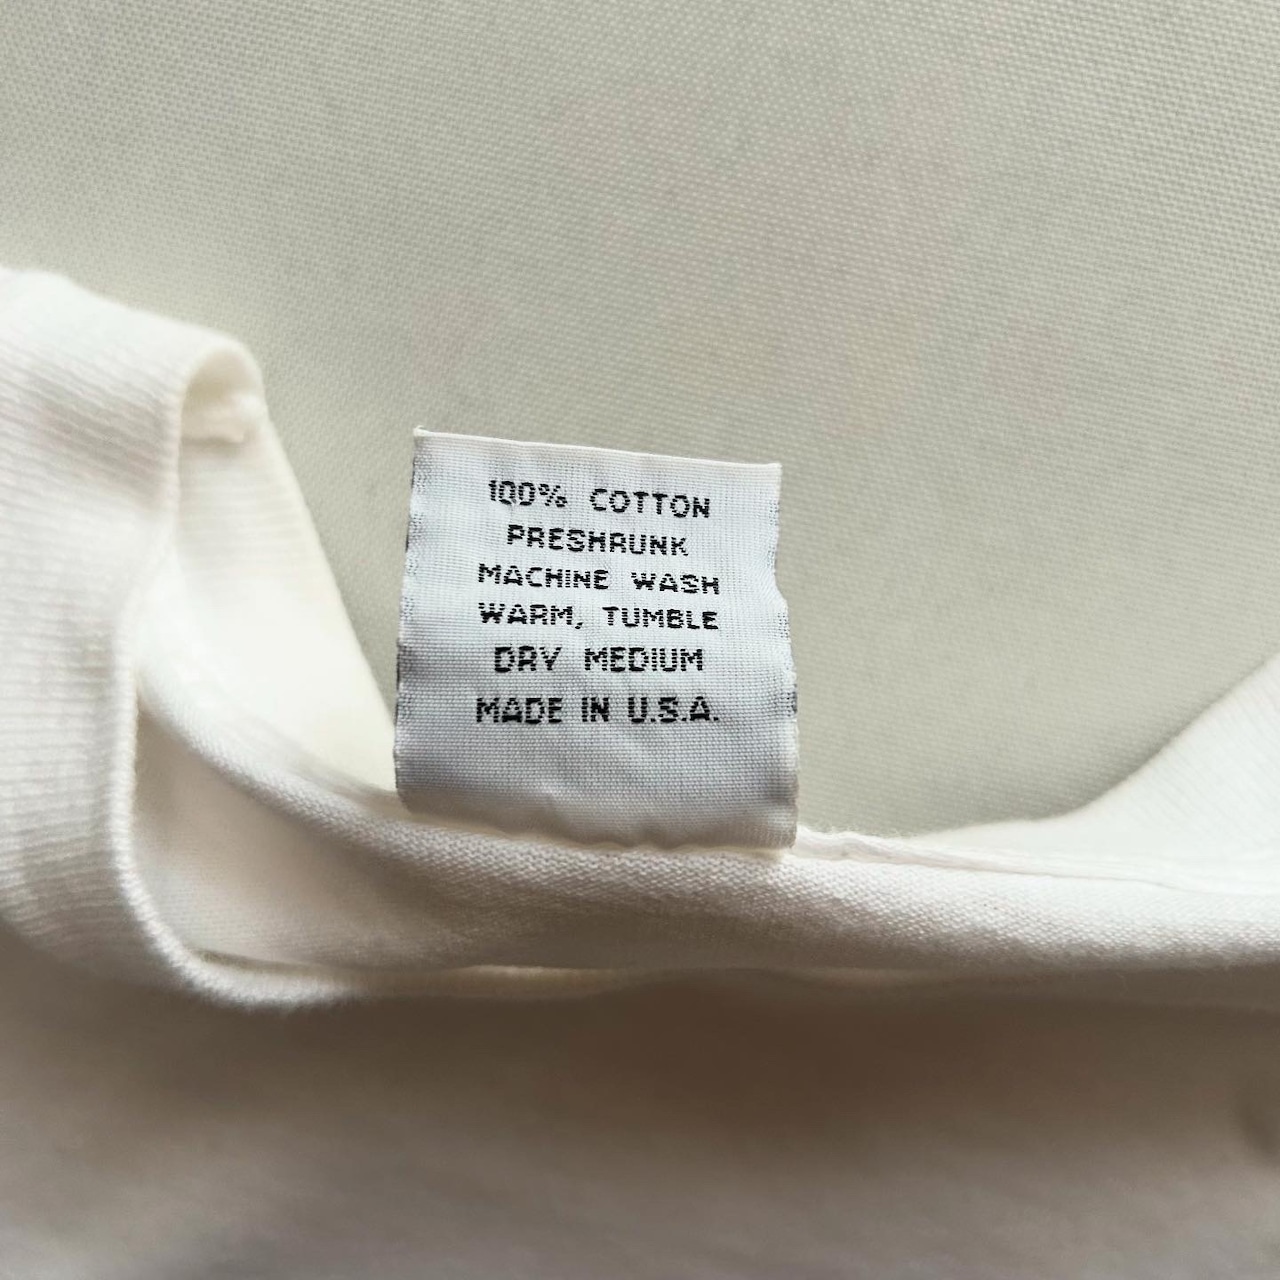 100% COTTON
PRESHRUNK
MACHINE WASH
WARM, TUMBLE
DRY MEDIUM
MADE IN U.S.A.